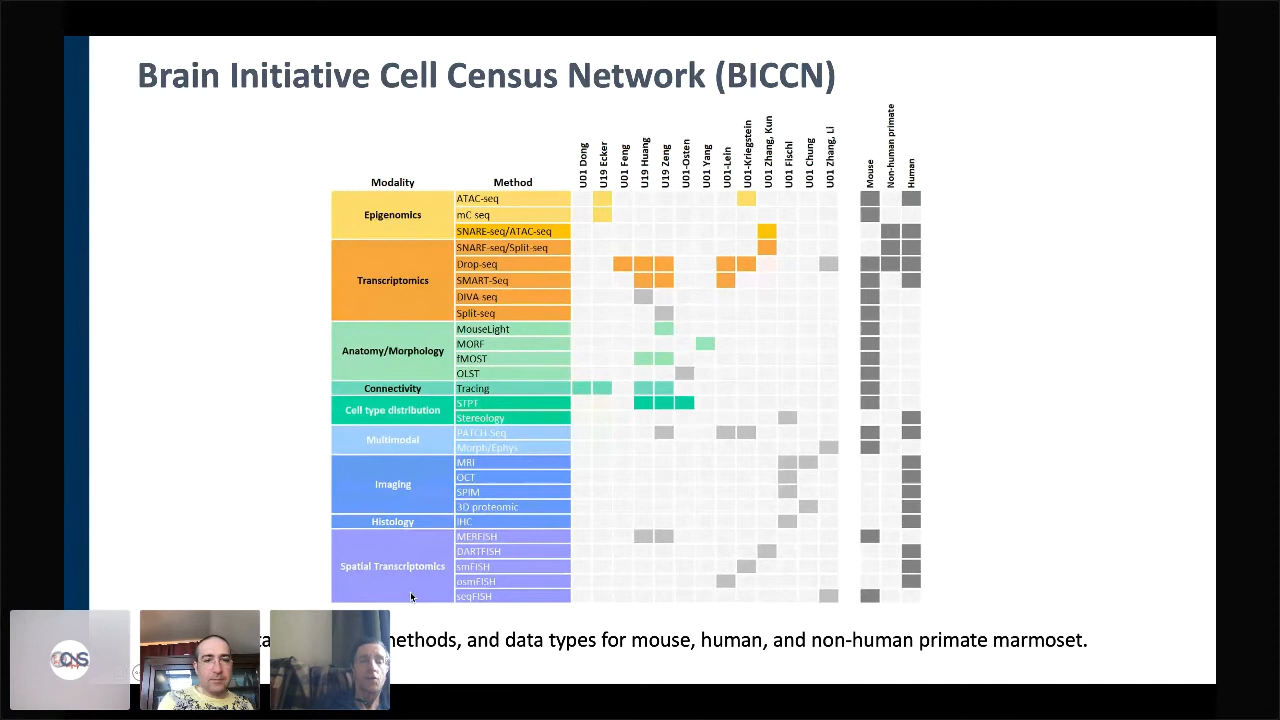 Brain Initiative Cell Census Network (BICCN)
Modality Method U01 Dong U19 Ecker U01 Feng U19 Huang U19 Zeng U01-Osten U01 Yang U01-Lein U01-Kriegstein U01 Zhang, Kun U01 Fischl U01 Chung U01 Zhang, Li Mouse Non-human primate Human
Epigenomics
ATAC-seq
mC seq
SNARE-seq/ATAC-seq
Transcriptomics
SNARE-seq/Split-seq
Drop-seq
SMART-Seq
DIVA-seq
Split-seq
Anatomy/Morphology
MouseLight
MORF
fMOST
OLST
Connectivity
Tracing
Cell type distribution
STPT
Stereology
Multimodal
PATCH-Seq
Morph/Ephys
Imaging
MRI
OCT
SPIM
3D proteomic
Histology
IHC
Spatial Transcriptomics
MERFISH
DARTFISH
smFISH
osmFISH
seqFISH
methods, and data types for mouse, human, and non-human primate marmoset.